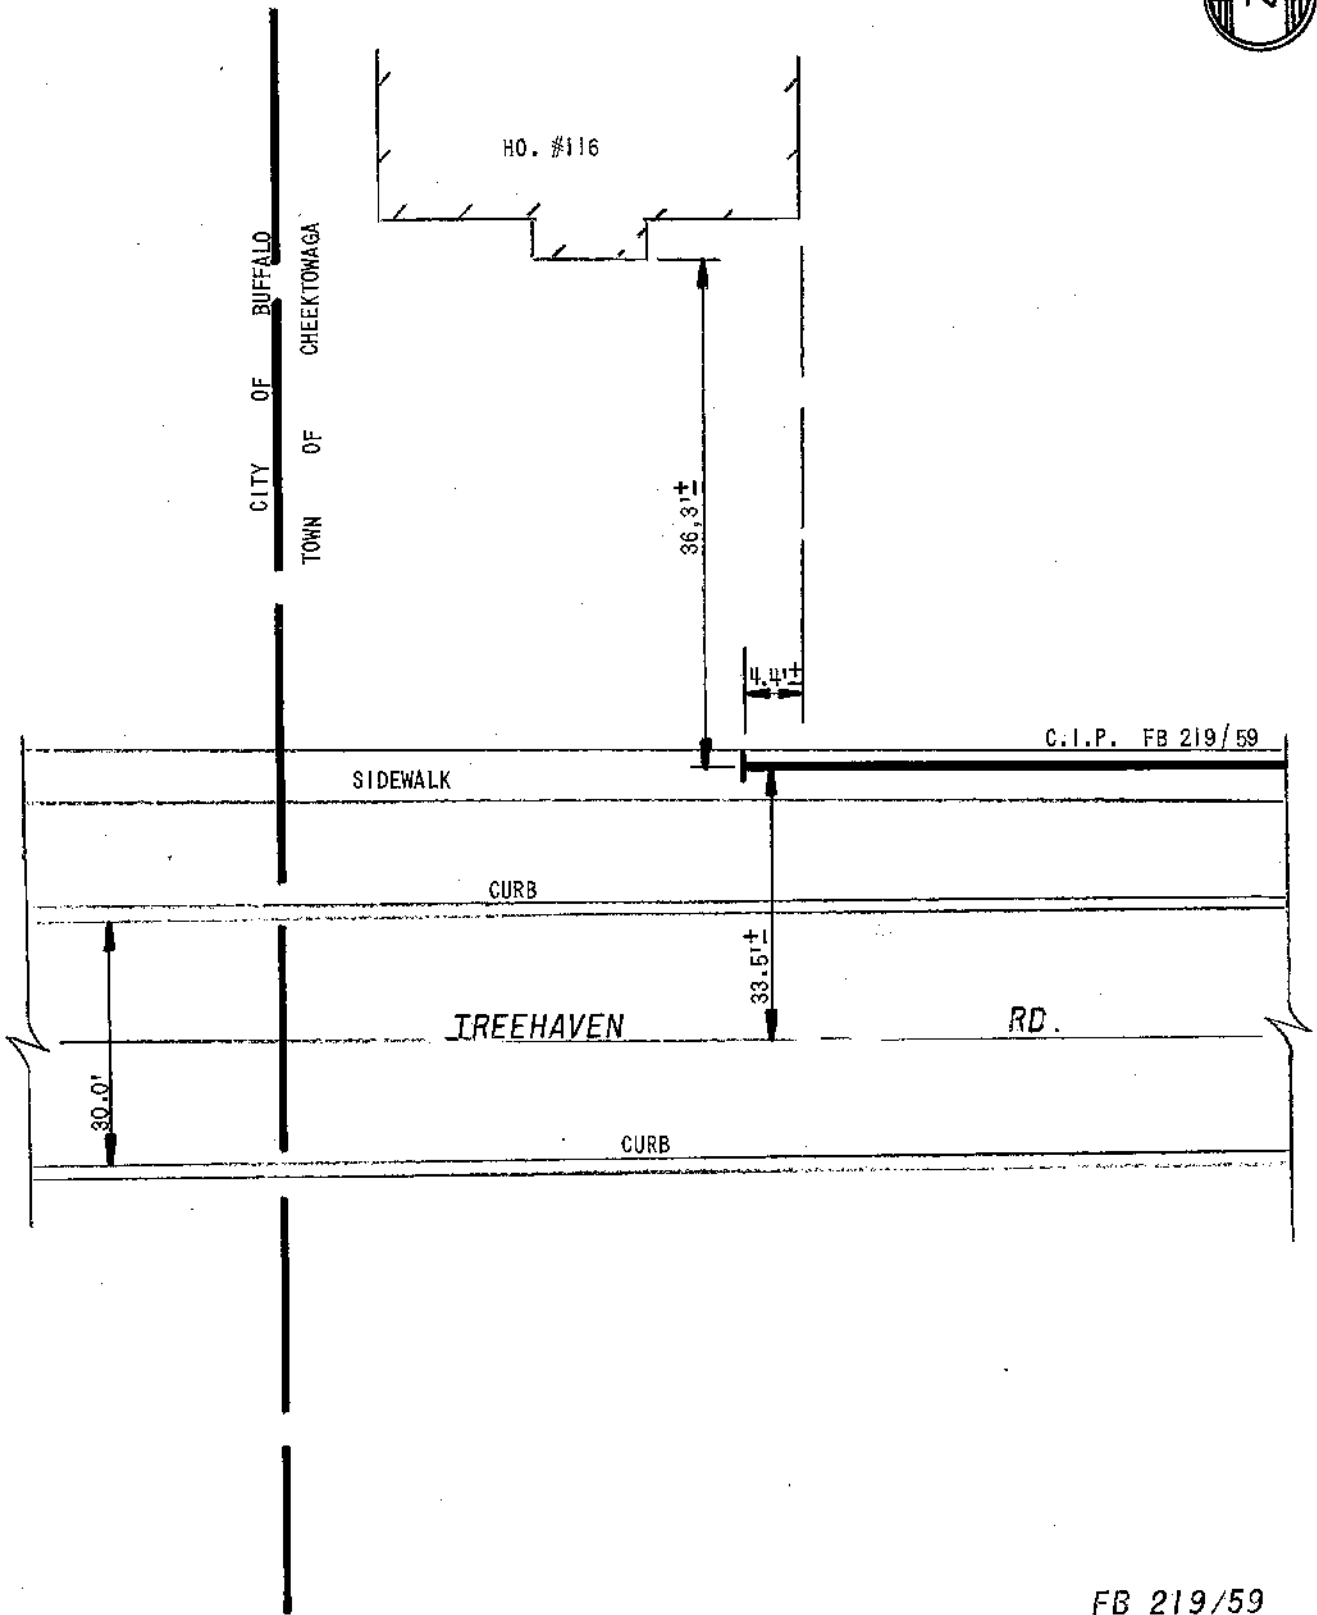 HO. #116
CITY OF BUFFALO
TOWN OF CHEEKTOWAGA
36.3'±
4.4'±
C.I.P. FB 219/59
SIDEWALK
CURB
33.5'±
TREEHAVEN RD.
30.0'
CURB
FB 219/59